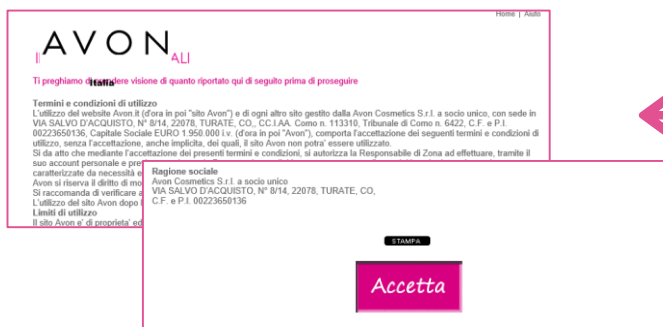 Home | Aiuto
AVON
ALI
Italia
Ti preghiamo di prendere visione di quanto riportato qui di seguito prima di proseguire
Termini e condizioni di utilizzo
L'utilizzo del website Avon.it (d'ora in poi "sito Avon") e di ogni altro sito gestito dalla Avon Cosmetics S.r.l. a socio unico, con sede in
VIA SALVO D'ACQUISTO, N° 8/14, 22078, TURATE, CO,, CC.I.AA. Como n. 113310, Tribunale di Como n. 6422, C.F. e P.I.
00223650136, Capitale Sociale EURO 1.950.000 i.v. (d'ora in poi "Avon"), comporta l'accettazione dei seguenti termini e condizioni di
utilizzo, senza l'accettazione, anche implicita, dei quali, il sito Avon non potra' essere utilizzato.
Si da atto che mediante l'accettazione dei presenti termini e condizioni, si autorizza la Responsabile di Zona ad effettuare, tramite il
suo account personale e pre
caratterizzate da necessità e
Avon si riserva il diritto di mo
Si raccomanda di verificare a
L'utilizzo del sito Avon dopo
Limiti di utilizzo
Il sito Avon e' di proprieta' ed
Ragione sociale
Avon Cosmetics S.r.l. a socio unico
VIA SALVO D'ACQUISTO, N° 8/14, 22078, TURATE, CO,
C.F. e P.I. 00223650136
STAMPA
Accetta